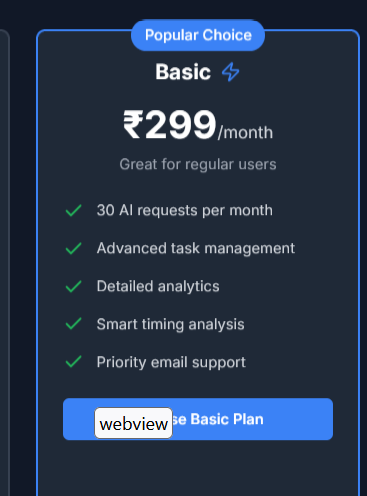 Popular Choice
Basic
₹299/month
Great for regular users
30 AI requests per month
Advanced task management
Detailed analytics
Smart timing analysis
Priority email support
webview
Basic Plan